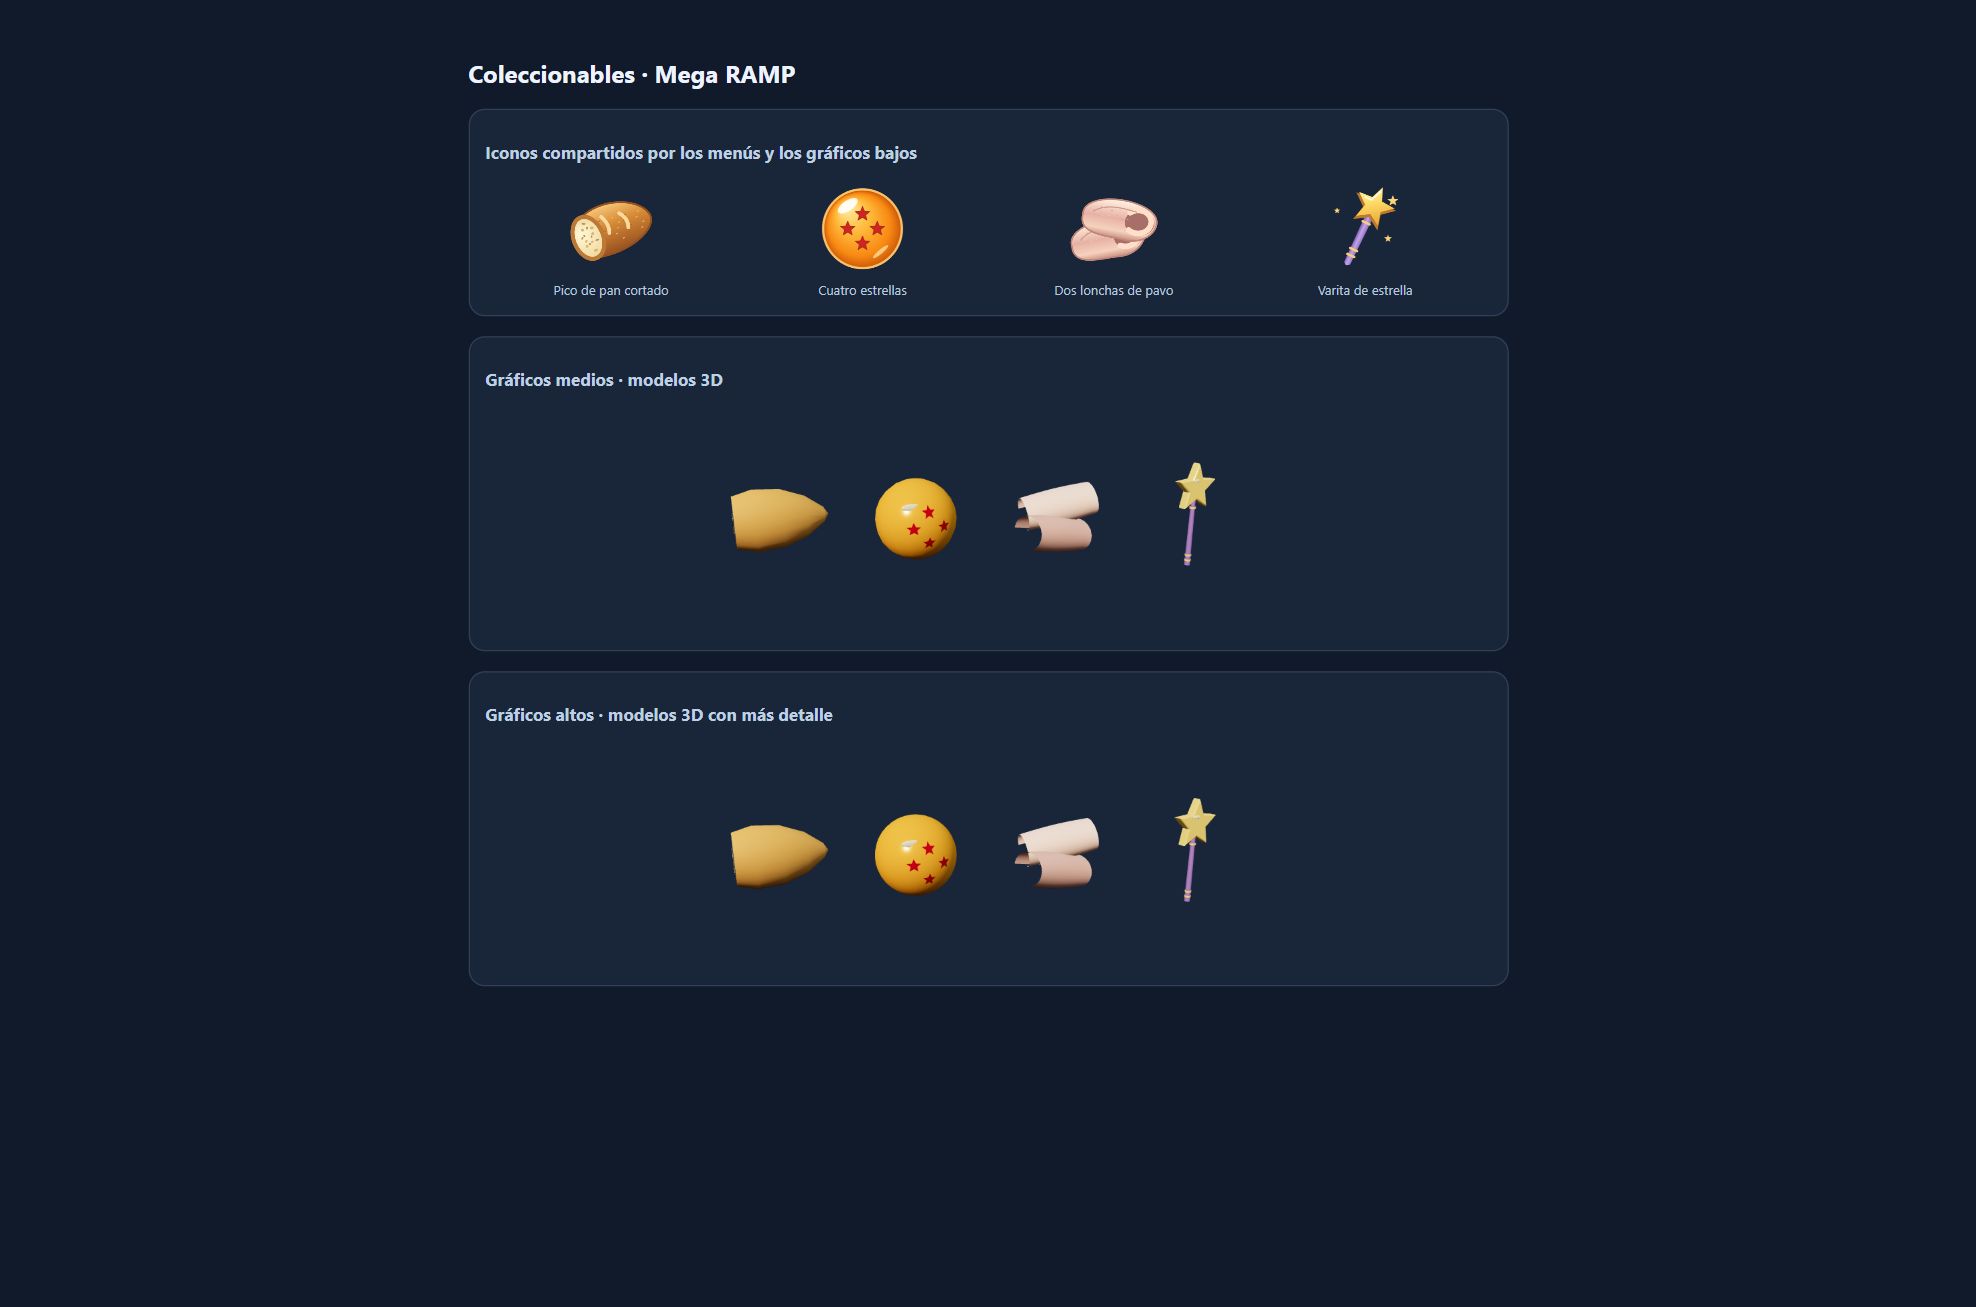 Coleccionables · Mega RAMP
Iconos compartidos por los menús y los gráficos bajos
Pico de pan cortado
Cuatro estrellas
Dos lonchas de pavo
Varita de estrella
Gráficos medios · modelos 3D
Gráficos altos · modelos 3D con más detalle